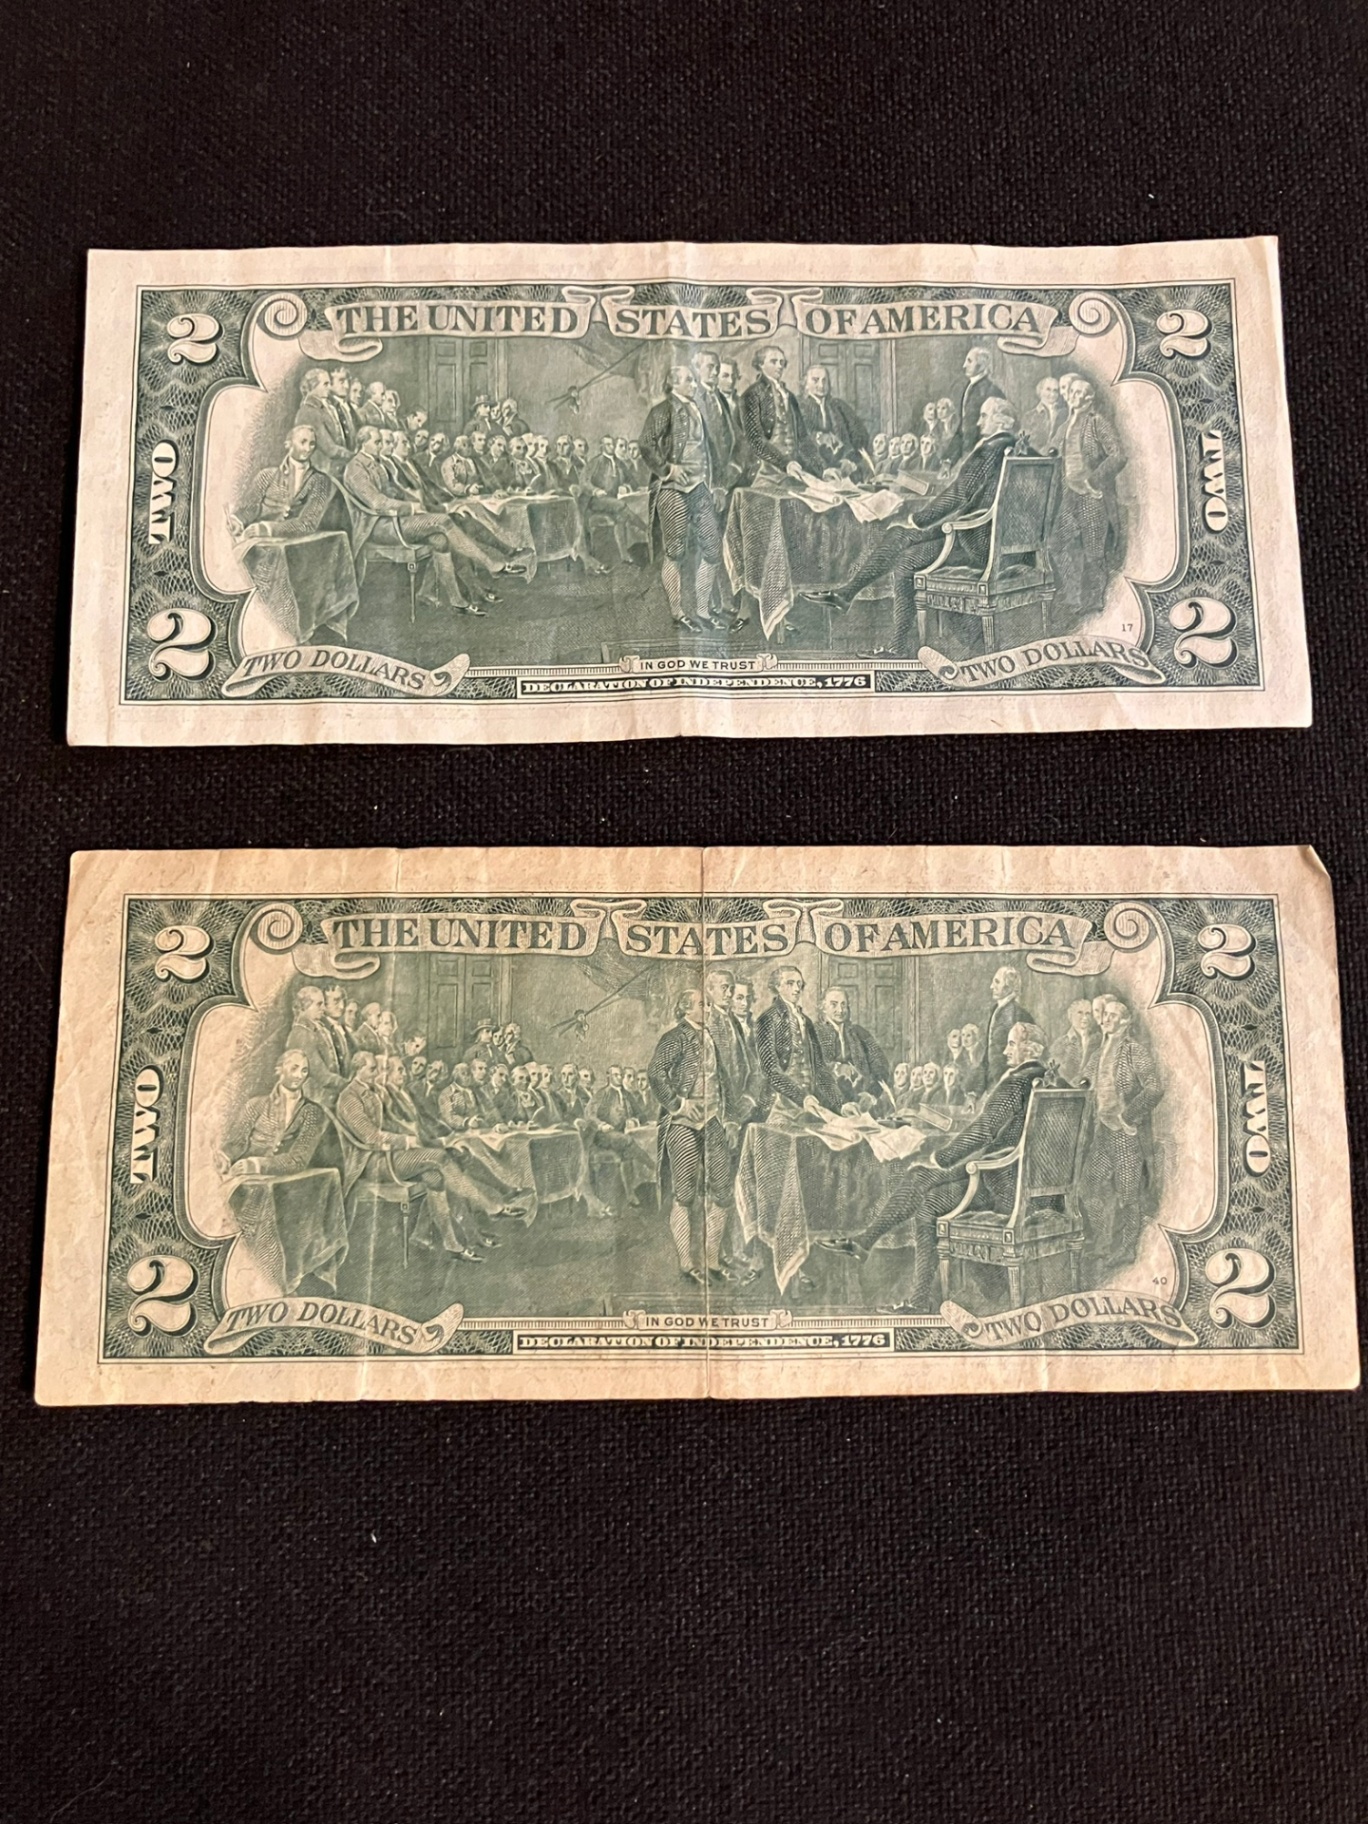 2 THE UNITED STATES OF AMERICA 2
TWO TWO
17
2 TWO DOLLARS IN GOD WE TRUST TWO DOLLARS 2
DECLARATION OF INDEPENDENCE, 1776
2 THE UNITED STATES OF AMERICA 2
TWO TWO
40
2 TWO DOLLARS IN GOD WE TRUST TWO DOLLARS 2
DECLARATION OF INDEPENDENCE, 1776